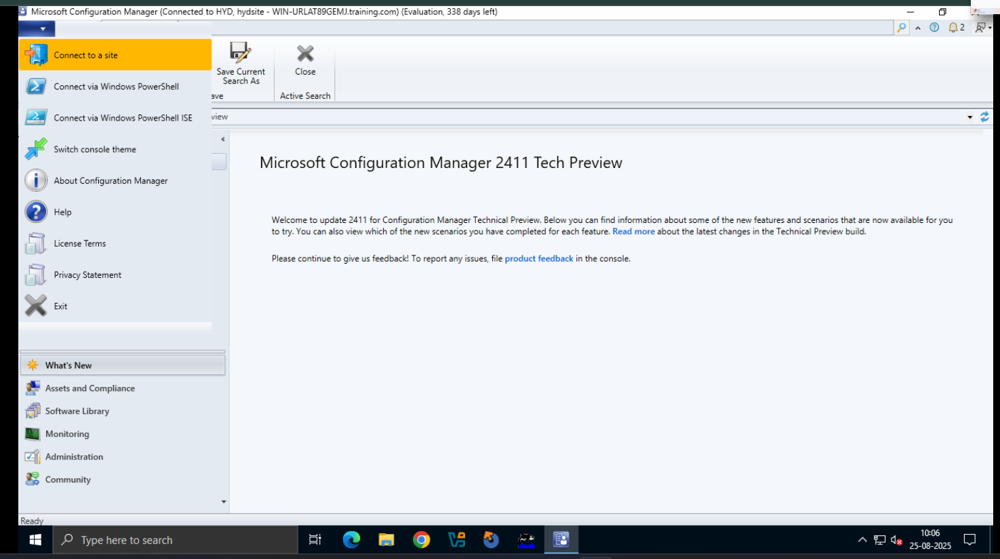 Microsoft Configuration Manager (Connected to HYD, hydsite - WIN-URLAT89GEMJ.training.com) (Evaluation, 338 days left)
2
Connect to a site
Connect via Windows PowerShell
Connect via Windows PowerShell ISE
Switch console theme
About Configuration Manager
Help
License Terms
Privacy Statement
Exit
Save Current
Search As
ave
Close
Active Search
view
Microsoft Configuration Manager 2411 Tech Preview
Welcome to update 2411 for Configuration Manager Technical Preview. Below you can find information about some of the new features and scenarios that are now available for you
to try. You can also view which of the new scenarios you have completed for each feature. Read more about the latest changes in the Technical Preview build.
Please continue to give us feedback! To report any issues, file product feedback in the console.
What's New
Assets and Compliance
Software Library
Monitoring
Administration
Community
Ready
Type here to search
10:06
25-08-2025